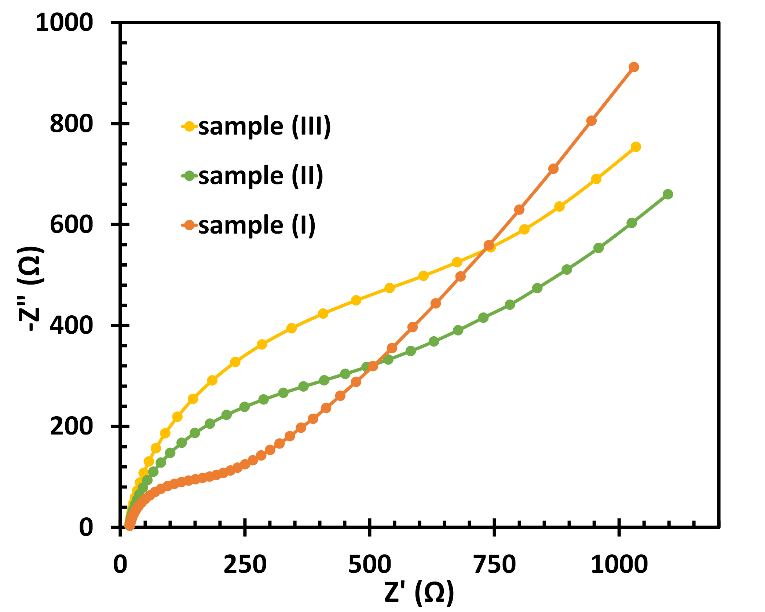 1000
800
600
400
200
0
-Z" (Ω)
sample (III)
sample (II)
sample (I)
0 250 500 750 1000
Z' (Ω)